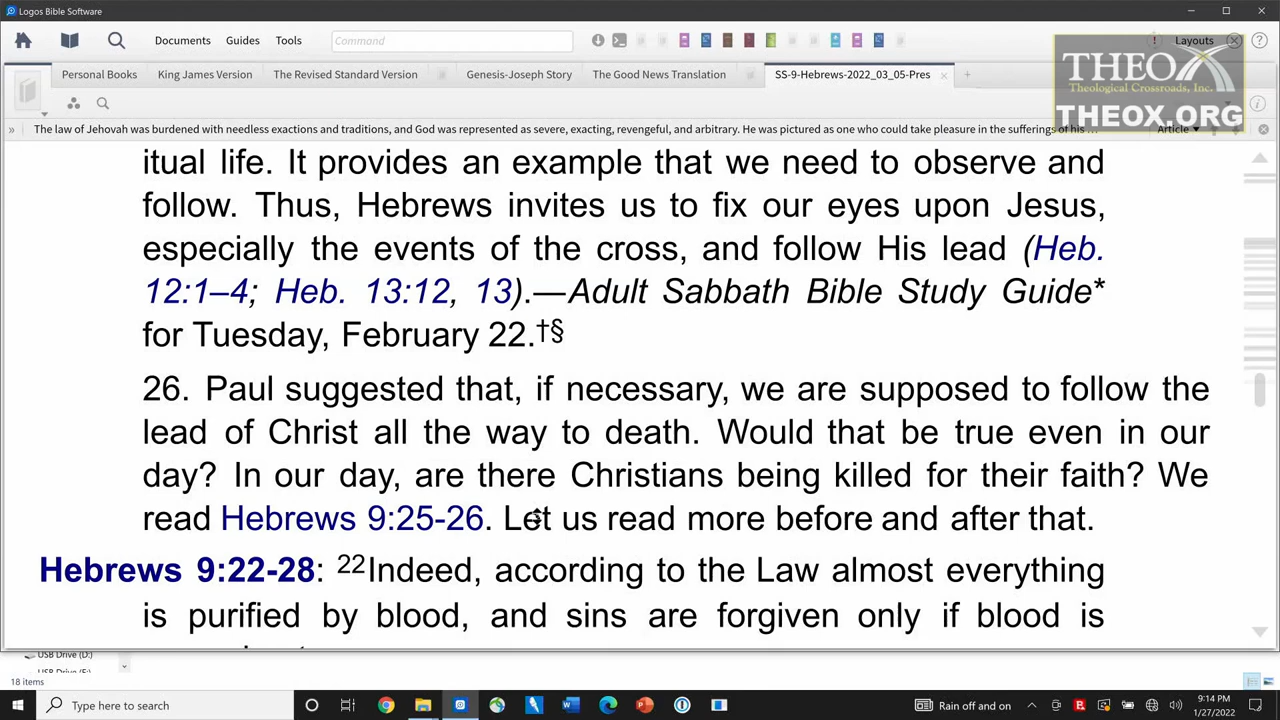 Logos Bible Software
Documents Guides Tools Command Layouts
THEOX
Theological Crossroads, Inc.
THEOX.ORG
Personal Books King James Version The Revised Standard Version Genesis-Joseph Story The Good News Translation SS-9-Hebrews-2022_03_05-Pres
» The law of Jehovah was burdened with needless exactions and traditions, and God was represented as severe, exacting, revengeful, and arbitrary. He was pictured as one who could take pleasure in the sufferings of his ... Article
itual life. It provides an example that we need to observe and
follow. Thus, Hebrews invites us to fix our eyes upon Jesus,
especially the events of the cross, and follow His lead (Heb.
12:1–4; Heb. 13:12, 13).—Adult Sabbath Bible Study Guide*
for Tuesday, February 22.†§
26. Paul suggested that, if necessary, we are supposed to follow the
lead of Christ all the way to death. Would that be true even in our
day? In our day, are there Christians being killed for their faith? We
read Hebrews 9:25-26. Let us read more before and after that.
Hebrews 9:22-28: 22Indeed, according to the Law almost everything
is purified by blood, and sins are forgiven only if blood is
USB Drive (D:)
18 items
Type here to search
Rain off and on
9:14 PM
1/27/2022